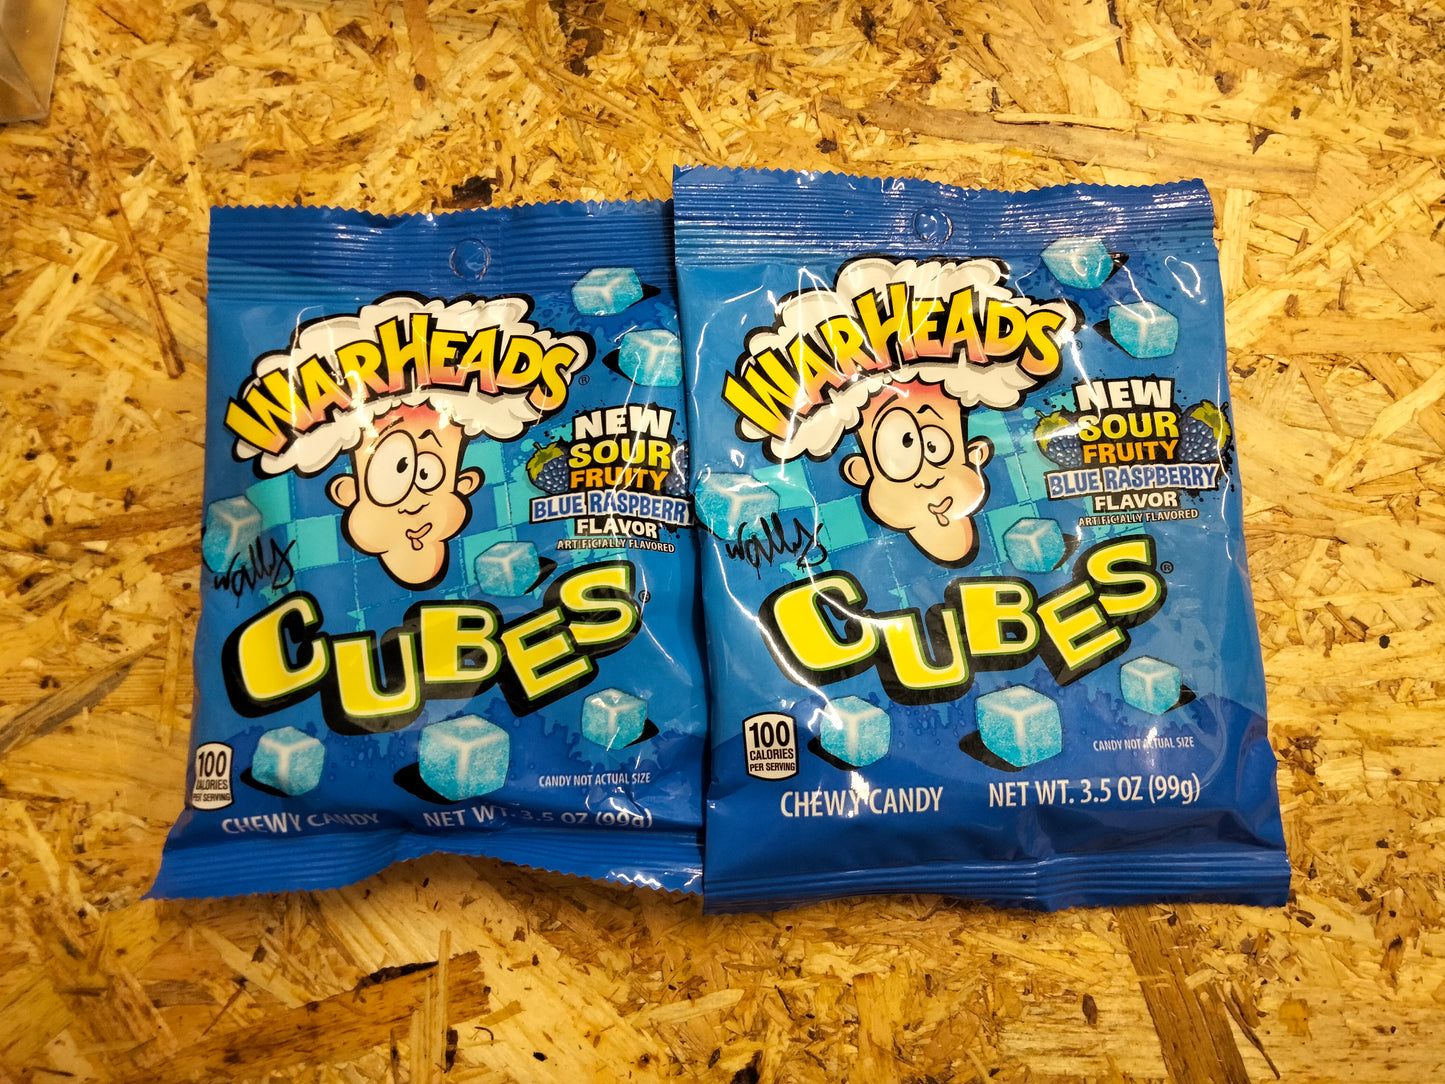 WARHEADS®
NEW
SOUR
FRUITY
BLUE RASPBERRY
FLAVOR
ARTIFICIALLY FLAVORED
Wally
CUBES®
100
CALORIES
PER SERVING
CANDY NOT ACTUAL SIZE
CHEWY CANDY NET WT. 3.5 OZ (99g)
WARHEADS®
NEW
SOUR
FRUITY
BLUE RASPBERRY
FLAVOR
ARTIFICIALLY FLAVORED
Wally
CUBES®
100
CALORIES
PER SERVING
CANDY NOT ACTUAL SIZE
CHEWY CANDY NET WT. 3.5 OZ (99g)